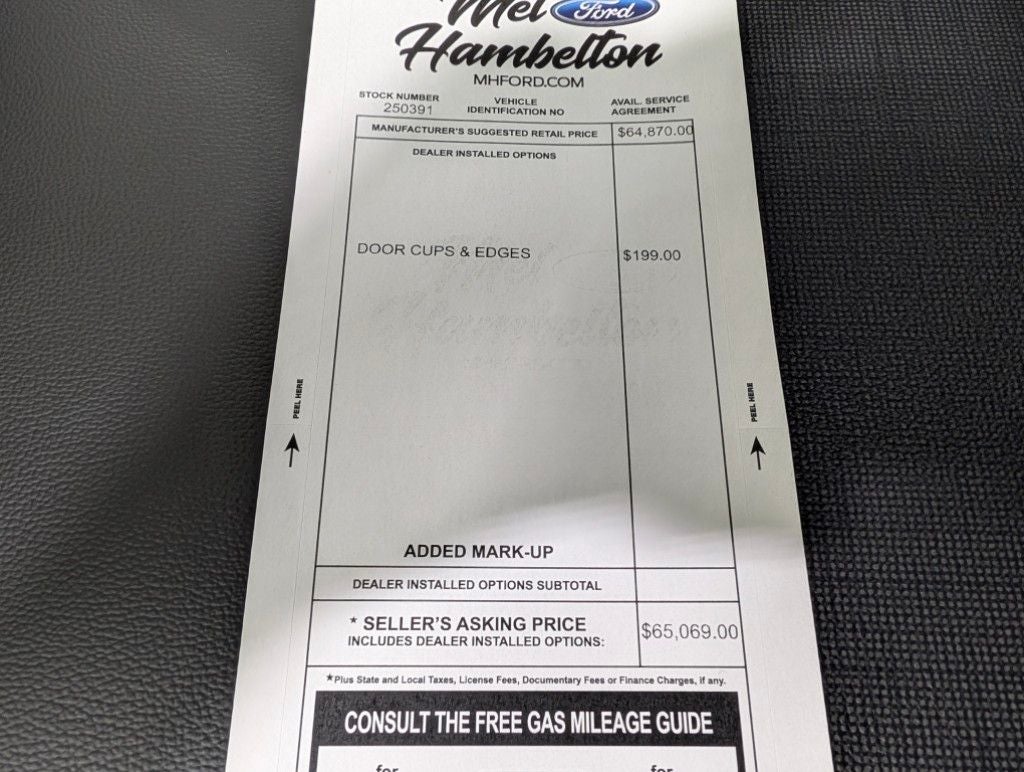 Mel Ford
Hambelton
MHFORD.COM
STOCK NUMBER
250391
VEHICLE
IDENTIFICATION NO
AVAIL. SERVICE
AGREEMENT
MANUFACTURER'S SUGGESTED RETAIL PRICE $64,870.00
DEALER INSTALLED OPTIONS
DOOR CUPS & EDGES $199.00
PEEL HERE
PEEL HERE
ADDED MARK-UP
DEALER INSTALLED OPTIONS SUBTOTAL
* SELLER'S ASKING PRICE
INCLUDES DEALER INSTALLED OPTIONS: $65,069.00
*Plus State and Local Taxes, License Fees, Documentary Fees or Finance Charges, if any.
CONSULT THE FREE GAS MILEAGE GUIDE
for for